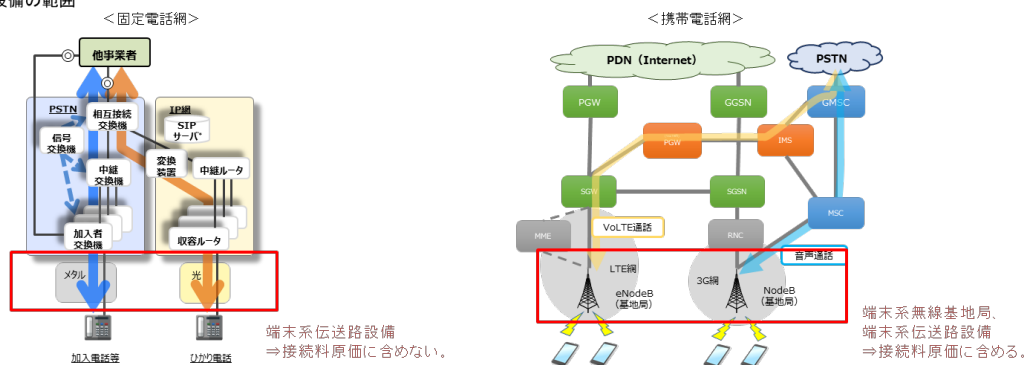 設備の範囲
＜固定電話網＞
他事業者
PSTN
IP網
相互接続
交換機
SIP
サーバ*
信号
交換機
変換
装置
中継
交換機
中継ルータ
加入者
交換機
収容ルータ
メタル
光
加入電話等
ひかり電話
端末系伝送路設備
⇒接続料原価に含めない。
＜携帯電話網＞
PDN（Internet）
PSTN
PGW
GGSN
GMSC
PGW
IMS
SGW
SGSN
MSC
MME
VoLTE通話
RNC
音声通話
LTE網
3G網
eNodeB
（基地局）
NodeB
（基地局）
端末系無線基地局、
端末系伝送路設備
⇒接続料原価に含める。